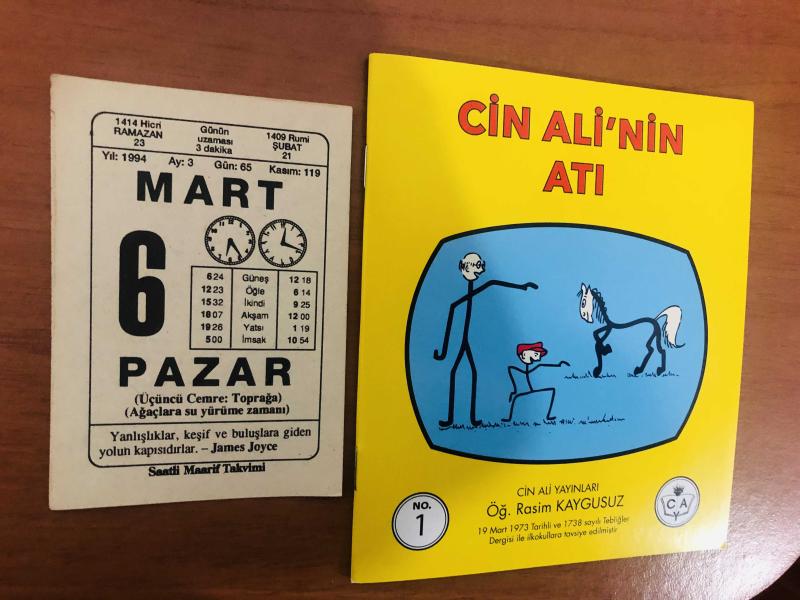 1414 Hicri
RAMAZAN
23
Günün
uzaması
3 dakika
1409 Rumi
ŞUBAT
21
Yıl: 1994 Ay: 3 Gün: 65 Kasım: 119
MART
6
6 24 Güneş 12 18
12 23 Öğle 6 14
15 32 İkindi 9 25
18 07 Akşam 12 00
19 26 Yatsı 1 19
5 00 İmsak 10 54
PAZAR
(Üçüncü Cemre: Toprağa)
(Ağaçlara su yürüme zamanı)
Yanlışlıklar, keşif ve buluşlara giden
yolun kapısıdırlar. – James Joyce
Saatli Maarif Takvimi
CİN ALİ'NİN
ATI
CİN ALİ YAYINLARI
Öğ. Rasim KAYGUSUZ
19 Mart 1973 Tarihli ve 1738 sayılı Tebliğler
Dergisi ile ilkokullara tavsiye edilmiştir
NO.
1
C A
Y